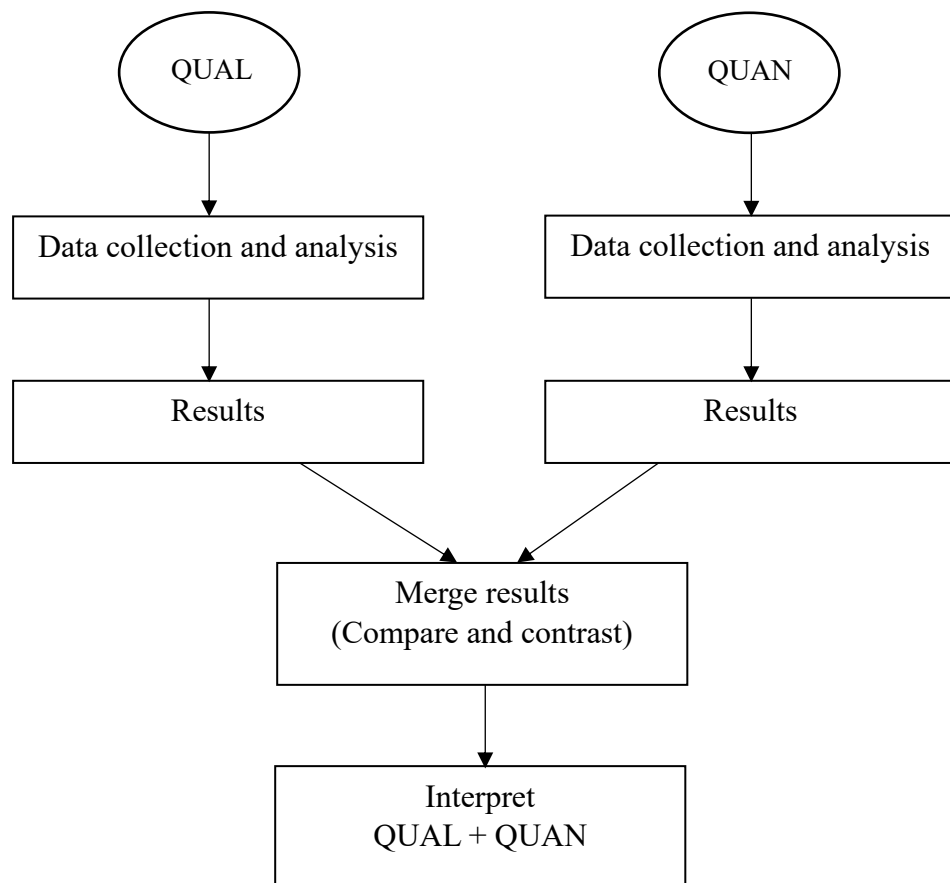 QUAL
QUAN
Data collection and analysis
Data collection and analysis
Results
Results
Merge results
(Compare and contrast)
Interpret
QUAL + QUAN